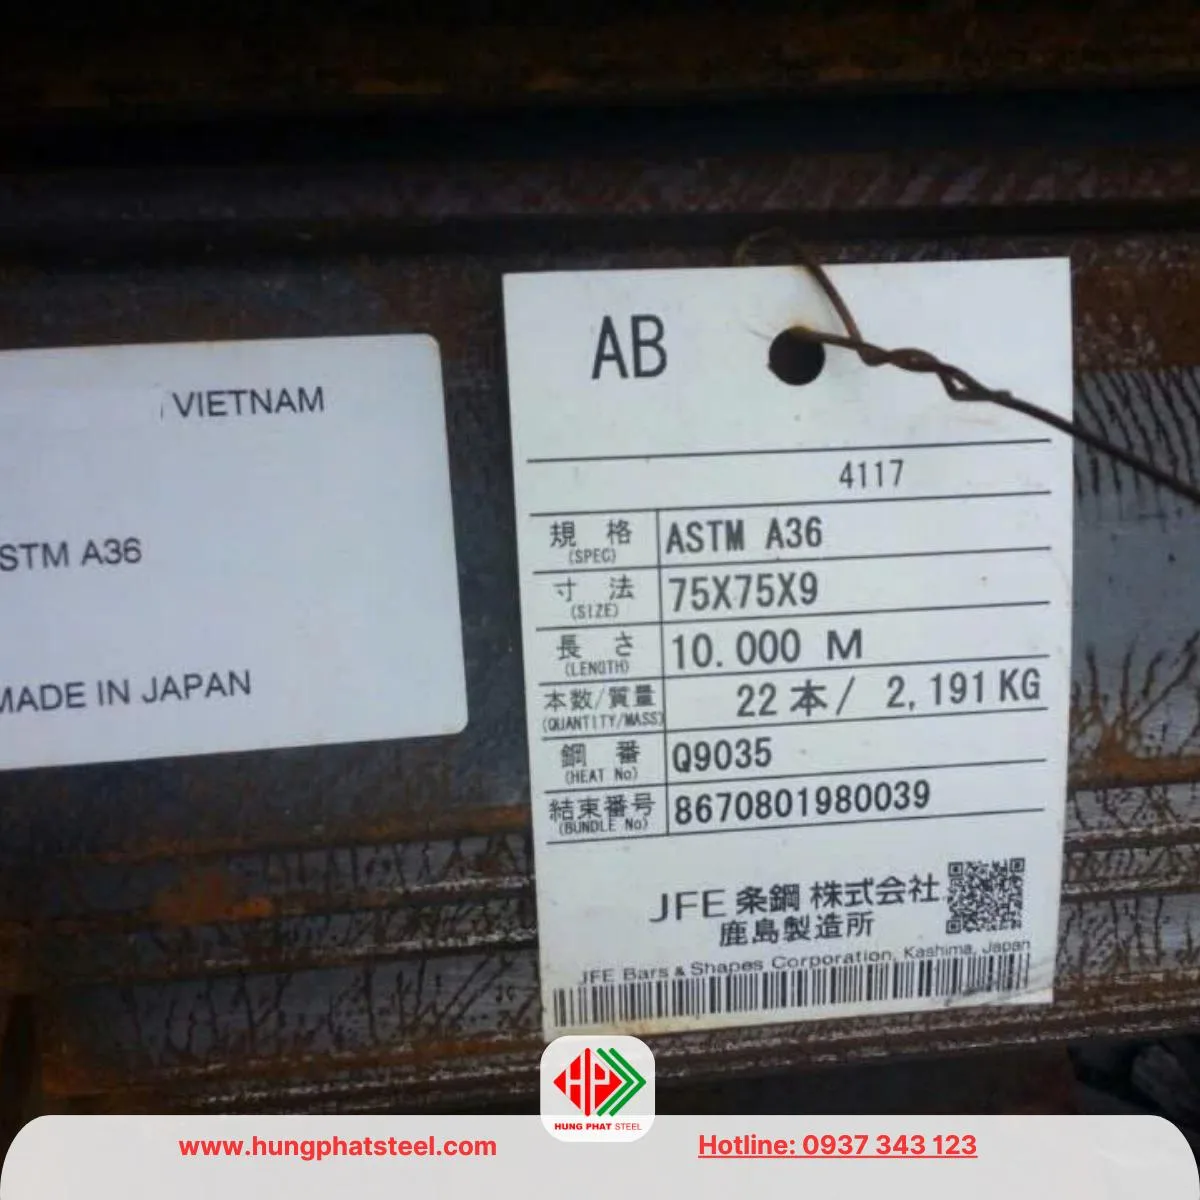 VIETNAM
STM A36
MADE IN JAPAN
AB
4117
規 格 ASTM A36
(SPEC)
寸 法 75X75X9
(SIZE)
長 さ 10.000 M
(LENGTH)
本数/質量 22本/ 2,191KG
(QUANTITY/MASS)
鋼 番 Q9035
(HEAT No)
結束番号 8670801980039
(BUNDLE No)
JFE 条鋼 株式会社
鹿島製造所
JFE Bars & Shapes Corporation, Kashima, Japan
HUNG PHAT STEEL
www.hungphatsteel.com
Hotline: 0937 343 123